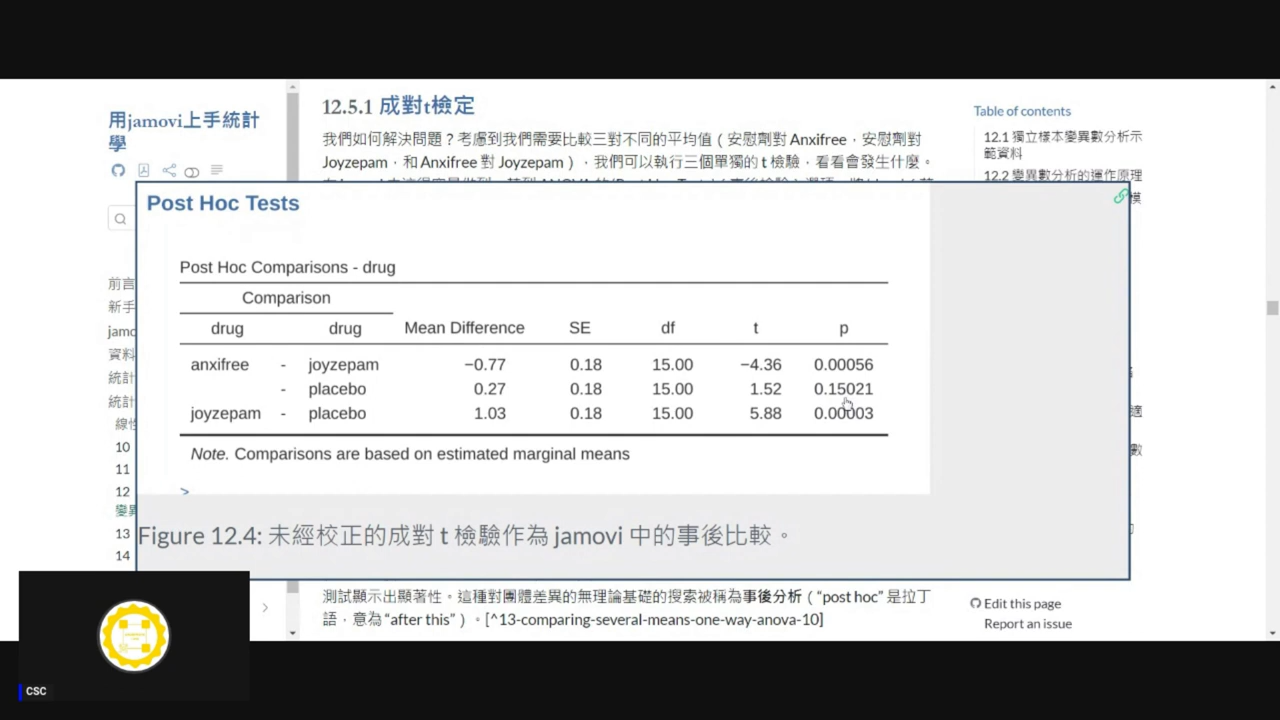 用jamovi上手統計
學
前言
新手
jamo
資料
統計
統計
線性
10
11
12
變異
13
14
12.5.1 成對t檢定
我們如何解決問題？考慮到我們需要比較三對不同的平均值（安慰劑對 Anxifree，安慰劑對
Joyzepam，和 Anxifree 對 Joyzepam），我們可以執行三個單獨的 t 檢驗，看看會發生什麼。
Post Hoc Tests
Post Hoc Comparisons - drug
Comparison
drug drug Mean Difference SE df t p
anxifree - joyzepam −0.77 0.18 15.00 −4.36 0.00056
- placebo 0.27 0.18 15.00 1.52 0.15021
joyzepam - placebo 1.03 0.18 15.00 5.88 0.00003
Note. Comparisons are based on estimated marginal means
Figure 12.4: 未經校正的成對 t 檢驗作為 jamovi 中的事後比較。
測試顯示出顯著性。這種對團體差異的無理論基礎的搜索被稱為事後分析（“post hoc” 是拉丁
語，意為 “after this”）。[^13-comparing-several-means-one-way-anova-10]
Table of contents
12.1 獨立樣本變異數分析示
範資料
12.2 變異數分析的運作原理
模
適
數
Edit this page
Report an issue
CSC